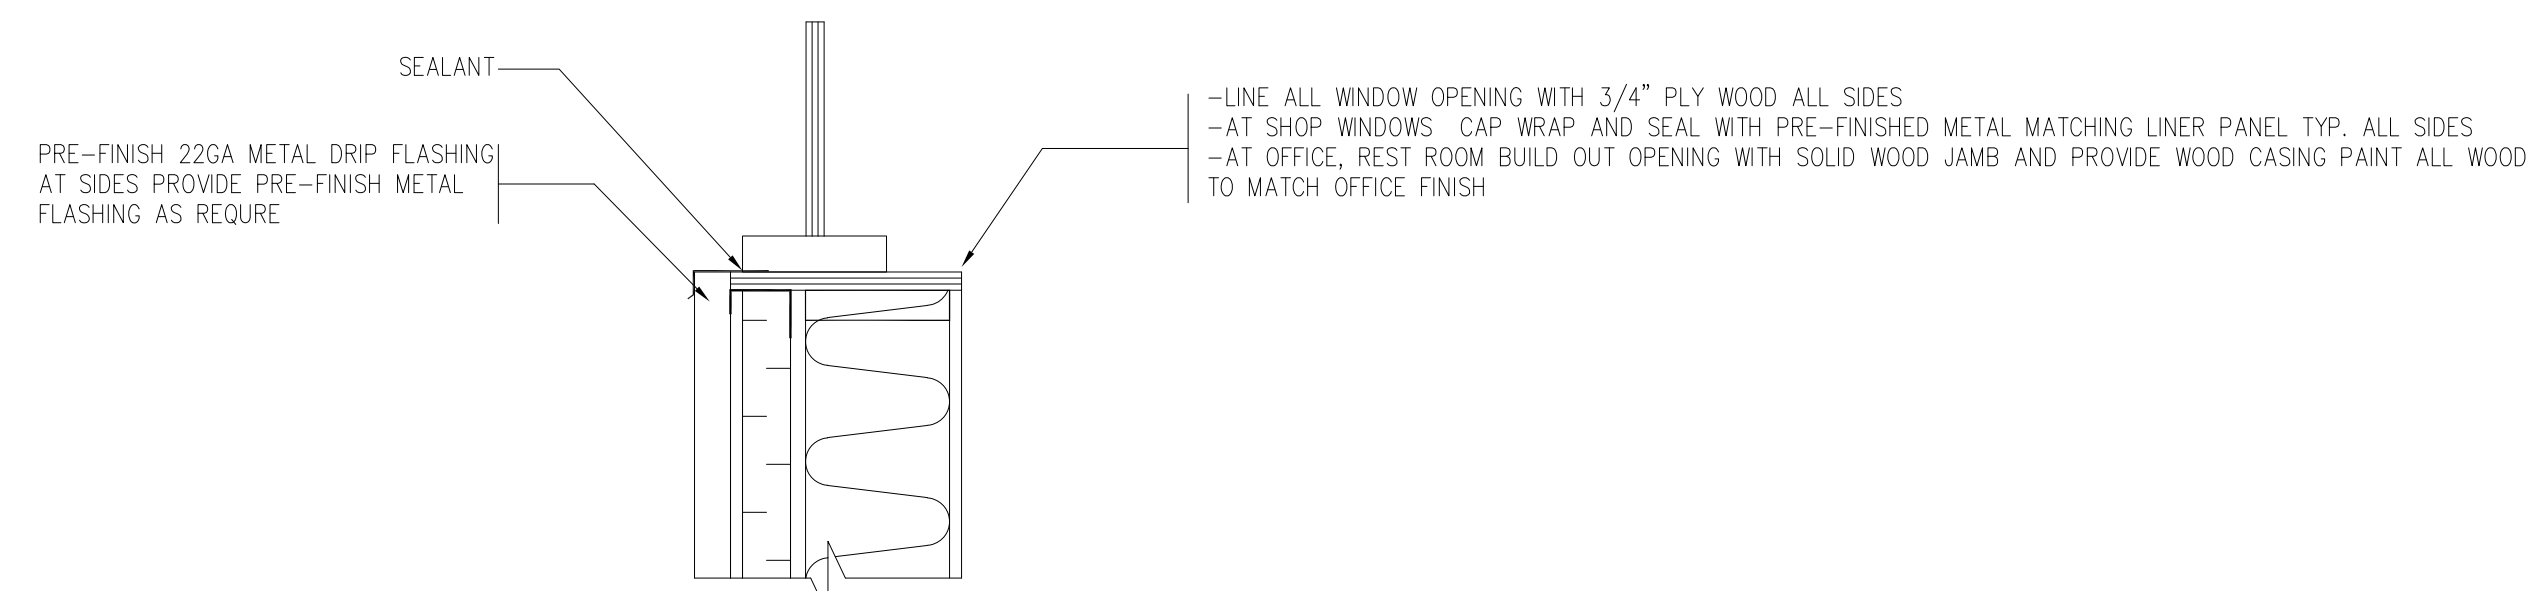 SEALANT
PRE-FINISH 22GA METAL DRIP FLASHING
AT SIDES PROVIDE PRE-FINISH METAL
FLASHING AS REQURE
-LINE ALL WINDOW OPENING WITH 3/4" PLY WOOD ALL SIDES
-AT SHOP WINDOWS  CAP WRAP AND SEAL WITH PRE-FINISHED METAL MATCHING LINER PANEL TYP. ALL SIDES
-AT OFFICE, REST ROOM BUILD OUT OPENING WITH SOLID WOOD JAMB AND PROVIDE WOOD CASING PAINT ALL WOOD
TO MATCH OFFICE FINISH